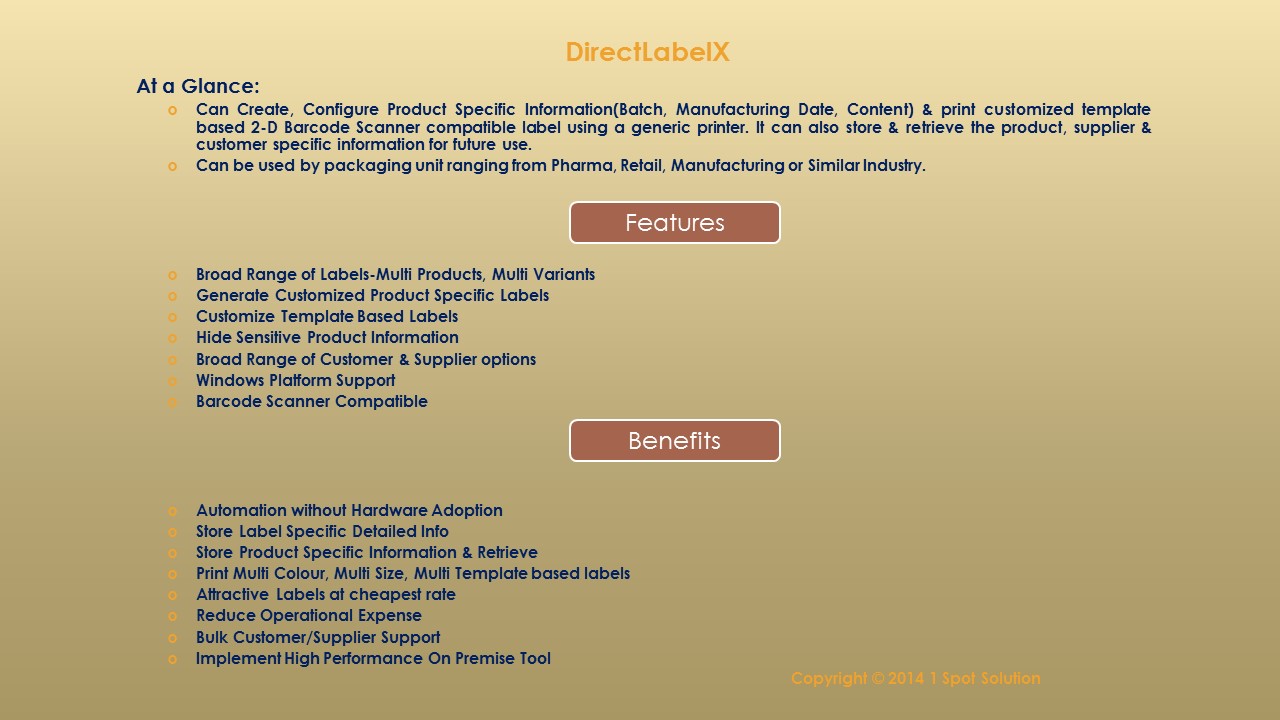 DirectLabelX
At a Glance:
o Can Create, Configure Product Specific Information(Batch, Manufacturing Date, Content) & print customized template
based 2-D Barcode Scanner compatible label using a generic printer. It can also store & retrieve the product, supplier &
customer specific information for future use.
o Can be used by packaging unit ranging from Pharma, Retail, Manufacturing or Similar Industry.
Features
o Broad Range of Labels-Multi Products, Multi Variants
o Generate Customized Product Specific Labels
o Customize Template Based Labels
o Hide Sensitive Product Information
o Broad Range of Customer & Supplier options
o Windows Platform Support
o Barcode Scanner Compatible
Benefits
o Automation without Hardware Adoption
o Store Label Specific Detailed Info
o Store Product Specific Information & Retrieve
o Print Multi Colour, Multi Size, Multi Template based labels
o Attractive Labels at cheapest rate
o Reduce Operational Expense
o Bulk Customer/Supplier Support
o Implement High Performance On Premise Tool
Copyright © 2014 1 Spot Solution